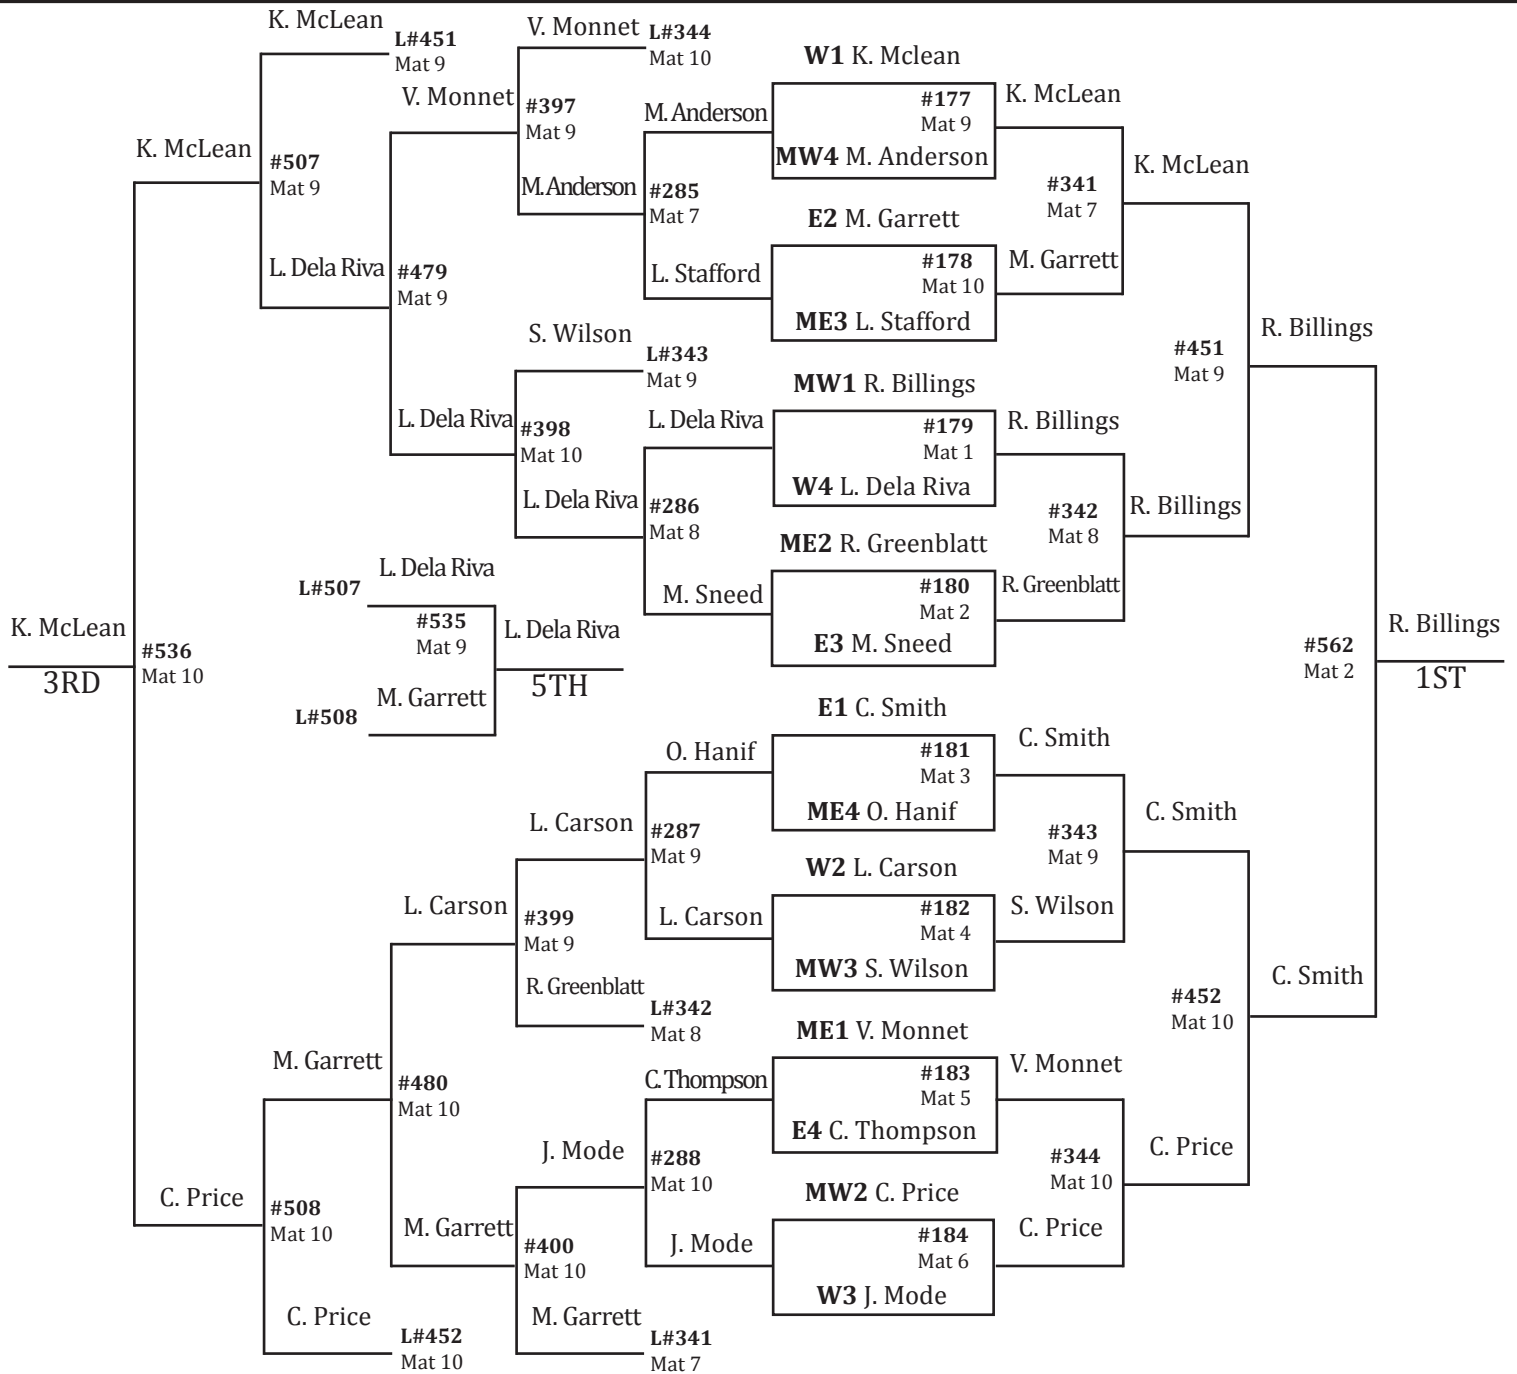 K. McLean
L#451
Mat 9
V. Monnet
L#344
Mat 10
W1 K. Mclean
V. Monnet
#397
Mat 9
M. Anderson
#177
Mat 9
K. McLean
K. McLean
#507
Mat 9
MW4 M. Anderson
K. McLean
M. Anderson
#285
Mat 7
#341
Mat 7
E2 M. Garrett
L. Dela Riva
#479
Mat 9
L. Stafford
#178
Mat 10
M. Garrett
ME3 L. Stafford
S. Wilson
L#343
Mat 9
R. Billings
#451
Mat 9
MW1 R. Billings
L. Dela Riva
#398
Mat 10
L. Dela Riva
#179
Mat 1
R. Billings
W4 L. Dela Riva
L. Dela Riva
#286
Mat 8
#342
Mat 8
R. Billings
ME2 R. Greenblatt
L. Dela Riva
L#507
M. Sneed
#180
Mat 2
R. Greenblatt
K. McLean
#535
Mat 9
L. Dela Riva
E3 M. Sneed
R. Billings
#536
Mat 10
#562
Mat 2
3RD
M. Garrett
5TH
1ST
L#508
E1 C. Smith
O. Hanif
#181
Mat 3
C. Smith
ME4 O. Hanif
L. Carson
#287
Mat 9
#343
Mat 9
C. Smith
W2 L. Carson
L. Carson
#399
Mat 9
L. Carson
#182
Mat 4
S. Wilson
MW3 S. Wilson
R. Greenblatt
L#342
Mat 8
C. Smith
#452
Mat 10
ME1 V. Monnet
M. Garrett
#480
Mat 10
C. Thompson
#183
Mat 5
V. Monnet
E4 C. Thompson
J. Mode
#288
Mat 10
#344
Mat 10
C. Price
MW2 C. Price
C. Price
#508
Mat 10
M. Garrett
#400
Mat 10
J. Mode
#184
Mat 6
C. Price
W3 J. Mode
C. Price
L#452
Mat 10
M. Garrett
L#341
Mat 7